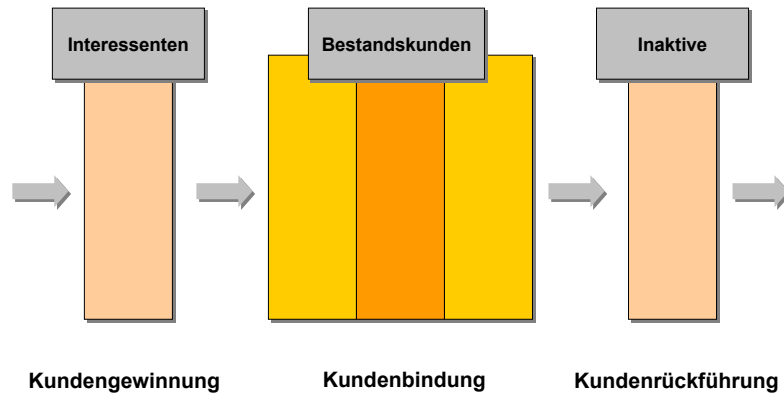 Interessenten
Bestandskunden
Inaktive
Kundengewinnung
Kundenbindung
Kundenrückführung